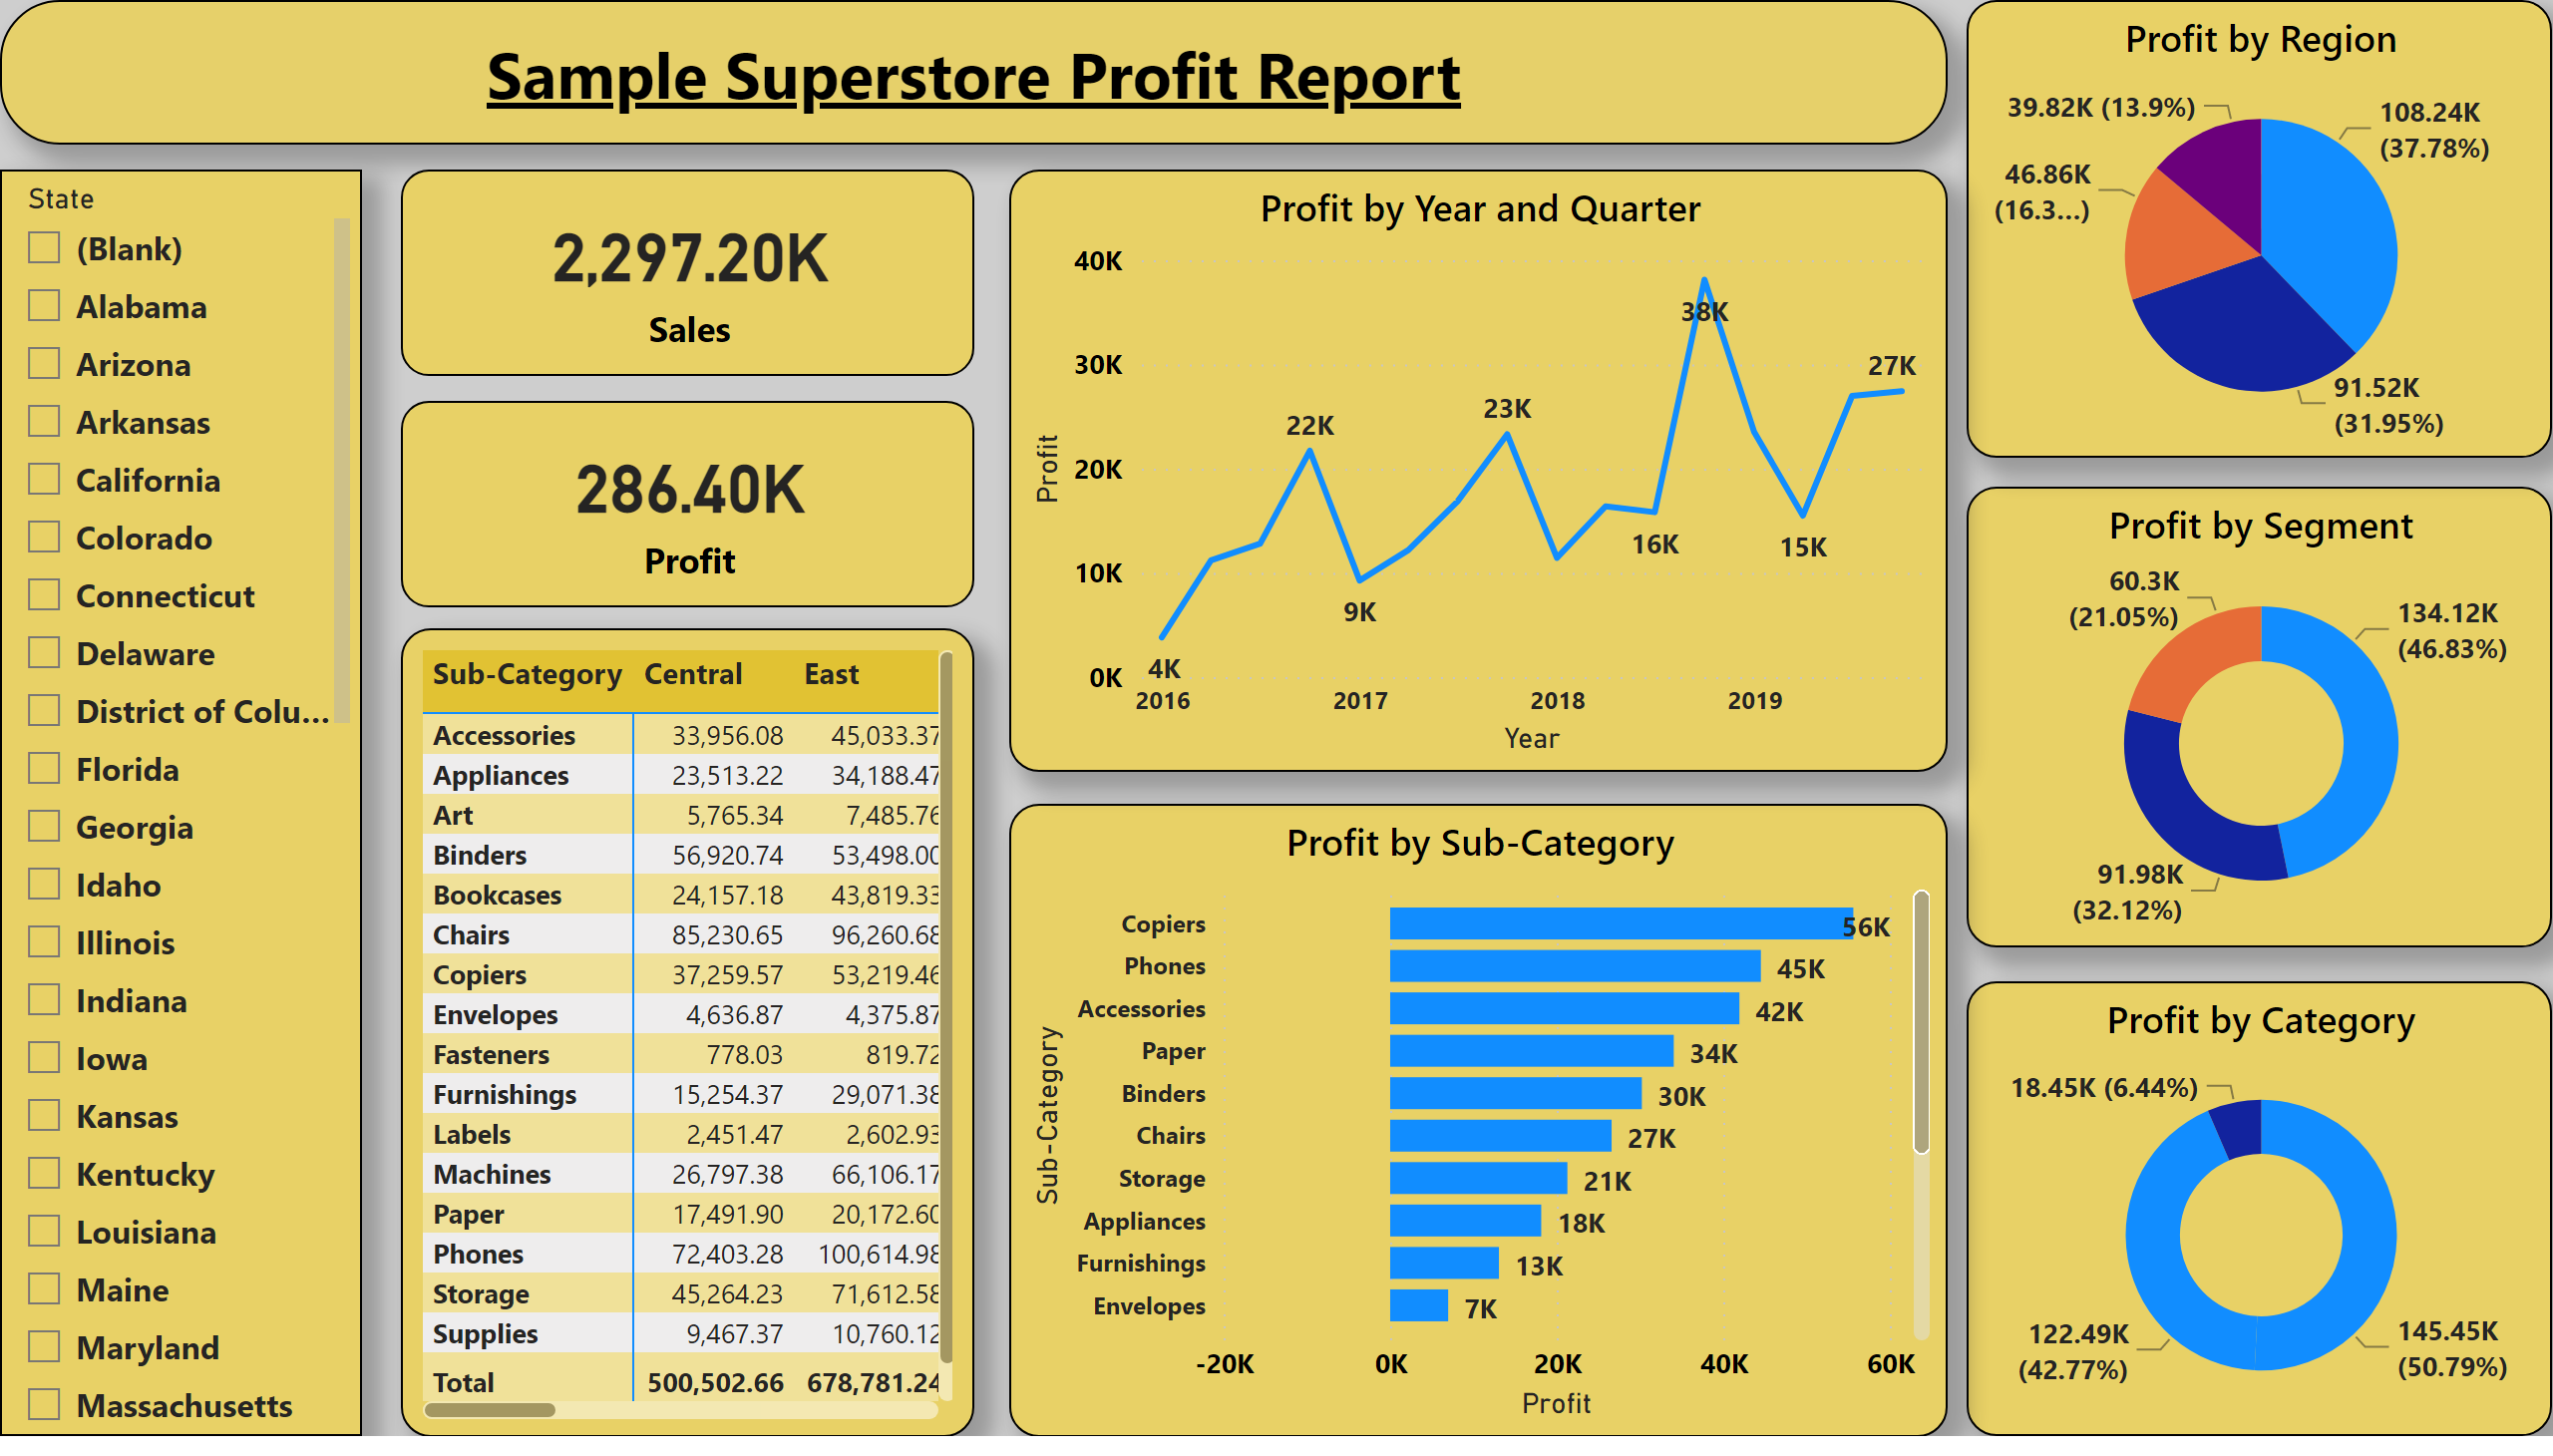 Sample Superstore Profit Report
State
(Blank)
Alabama
Arizona
Arkansas
California
Colorado
Connecticut
Delaware
District of Colu...
Florida
Georgia
Idaho
Illinois
Indiana
Iowa
Kansas
Kentucky
Louisiana
Maine
Maryland
Massachusetts
2,297.20K
Sales
286.40K
Profit
Sub-Category Central East
Accessories 33,956.08 45,033.37
Appliances 23,513.22 34,188.47
Art 5,765.34 7,485.76
Binders 56,920.74 53,498.00
Bookcases 24,157.18 43,819.33
Chairs 85,230.65 96,260.68
Copiers 37,259.57 53,219.46
Envelopes 4,636.87 4,375.87
Fasteners 778.03 819.72
Furnishings 15,254.37 29,071.38
Labels 2,451.47 2,602.93
Machines 26,797.38 66,106.17
Paper 17,491.90 20,172.60
Phones 72,403.28 100,614.98
Storage 45,264.23 71,612.58
Supplies 9,467.37 10,760.12
Total 500,502.66 678,781.24
Profit by Year and Quarter
Profit
40K
30K
20K
10K
0K
4K
22K
9K
23K
16K
38K
15K
27K
2016 2017 2018 2019
Year
Profit by Sub-Category
Sub-Category
Copiers 56K
Phones 45K
Accessories 42K
Paper 34K
Binders 30K
Chairs 27K
Storage 21K
Appliances 18K
Furnishings 13K
Envelopes 7K
-20K 0K 20K 40K 60K
Profit
Profit by Region
39.82K (13.9%)
108.24K
(37.78%)
46.86K
(16.3...)
91.52K
(31.95%)
Profit by Segment
60.3K
(21.05%)
134.12K
(46.83%)
91.98K
(32.12%)
Profit by Category
18.45K (6.44%)
122.49K
(42.77%)
145.45K
(50.79%)